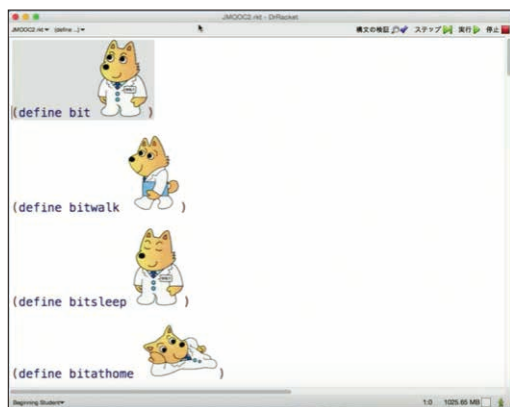 JMOOC2.rkt - DrRacket
JMOOC2.rkt▼ (define ...)▼ 構文の検証 ステップ 実行 停止
(define bit )
(define bitwalk )
(define bitsleep )
(define bitathome )
Beginning Student▼ 1:0 1025.65 MB